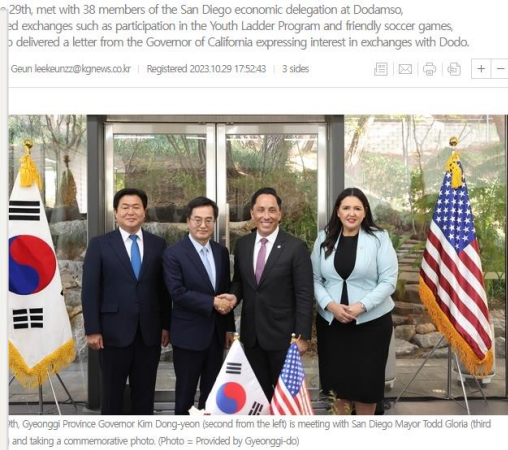 29th, met with 38 members of the San Diego economic delegation at Dodamso,
ed exchanges such as participation in the Youth Ladder Program and friendly soccer games,
o delivered a letter from the Governor of California expressing interest in exchanges with Dodo.
Geun leekeunzz@kgnews.co.kr | Registered 2023.10.29 17:52:43 | 3 sides
+ −
th, Gyeonggi Province Governor Kim Dong-yeon (second from the left) is meeting with San Diego Mayor Todd Gloria (third
) and taking a commemorative photo. (Photo = Provided by Gyeonggi-do)